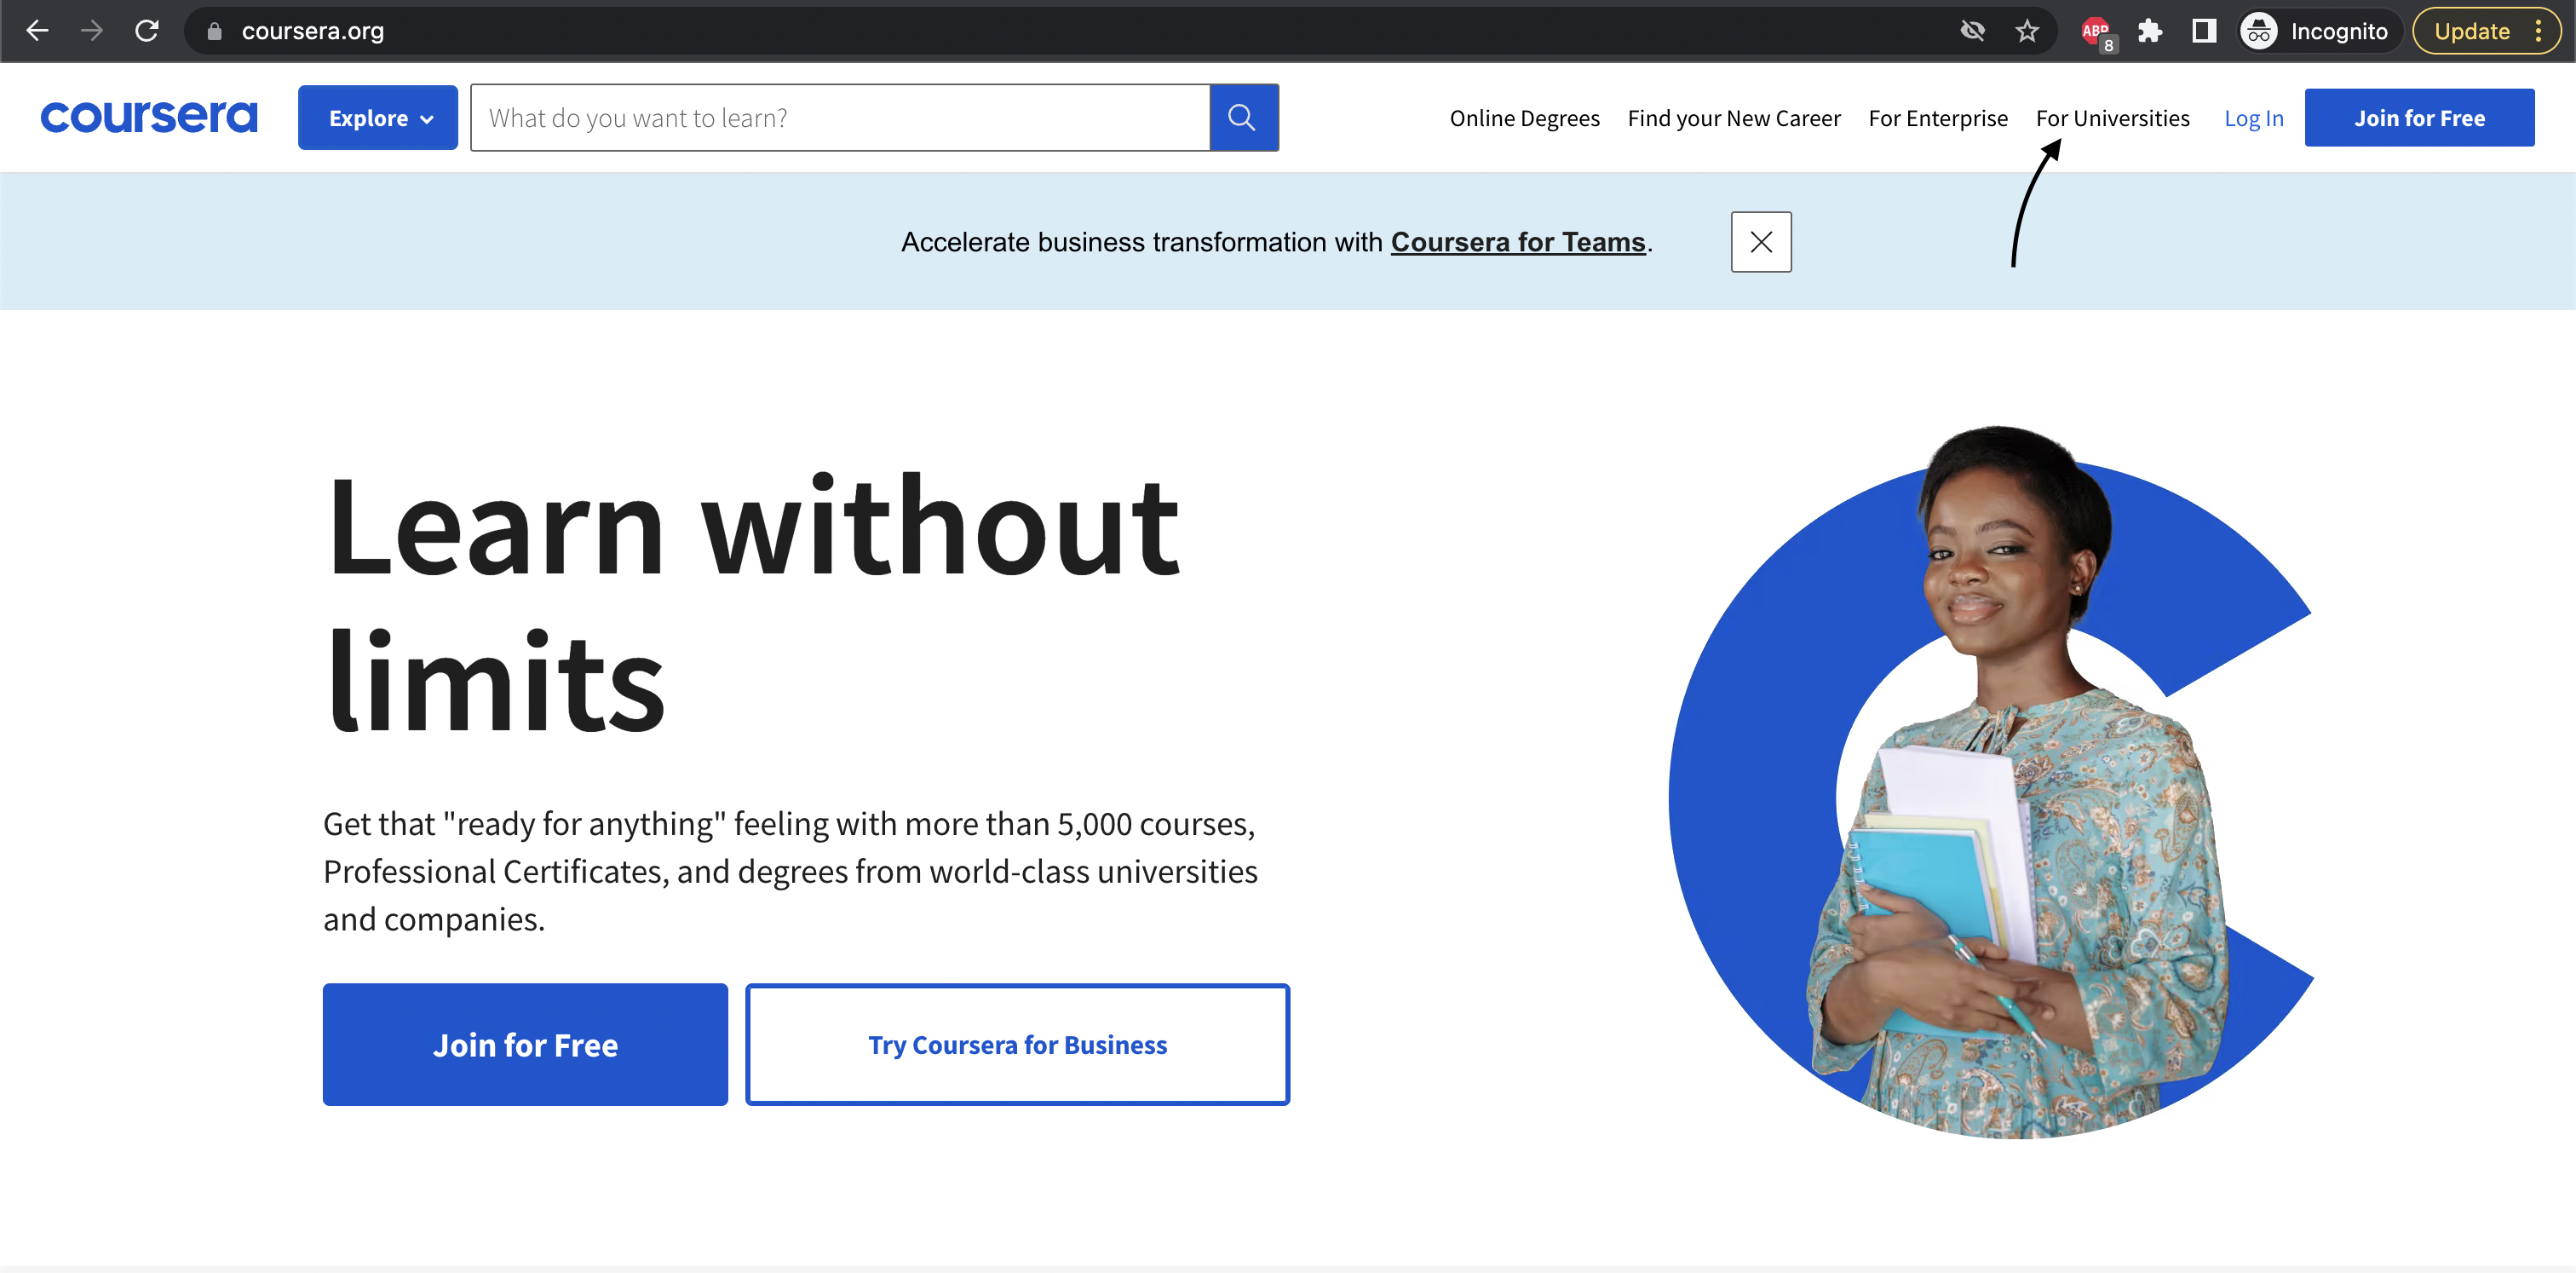 coursera.org
ABP
8
Incognito
Update
coursera
Explore
What do you want to learn?
Online Degrees
Find your New Career
For Enterprise
For Universities
Log In
Join for Free
Accelerate business transformation with Coursera for Teams.
Learn without
limits
Get that "ready for anything" feeling with more than 5,000 courses,
Professional Certificates, and degrees from world-class universities
and companies.
Join for Free
Try Coursera for Business